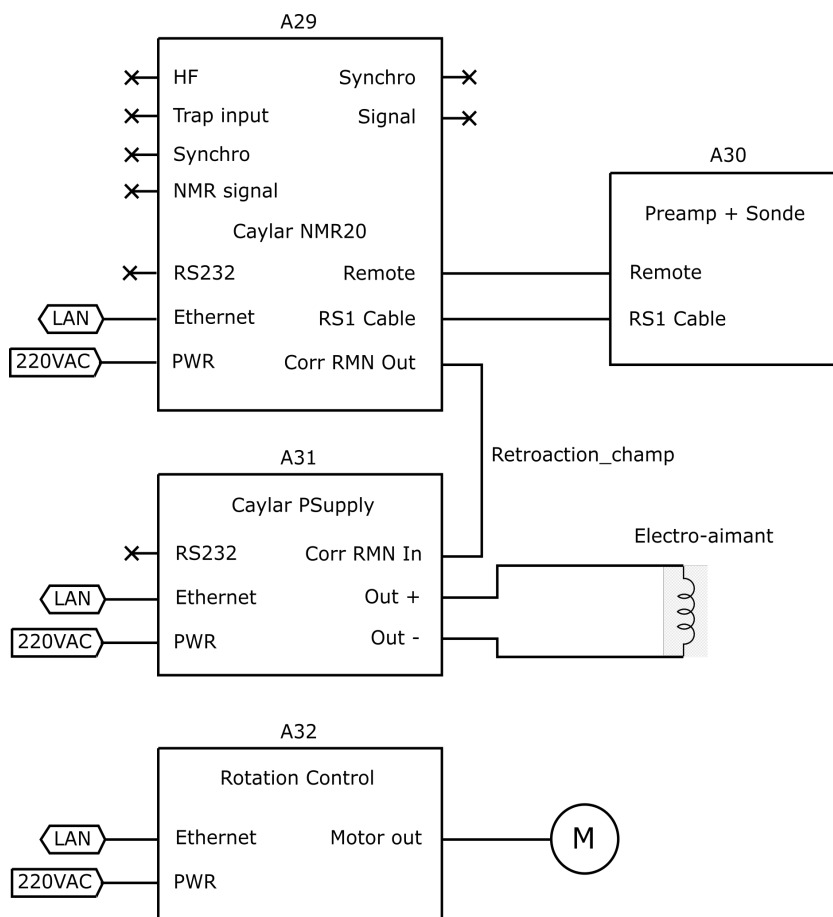 A29
HF
Synchro
Trap input
Signal
Synchro
NMR signal
Caylar NMR20
RS232
Remote
LAN
Ethernet
RS1 Cable
220VAC
PWR
Corr RMN Out
A30
Preamp + Sonde
Remote
RS1 Cable
Retroaction_champ
A31
Caylar PSupply
RS232
Corr RMN In
LAN
Ethernet
Out +
220VAC
PWR
Out -
Electro-aimant
A32
Rotation Control
LAN
Ethernet
Motor out
M
220VAC
PWR